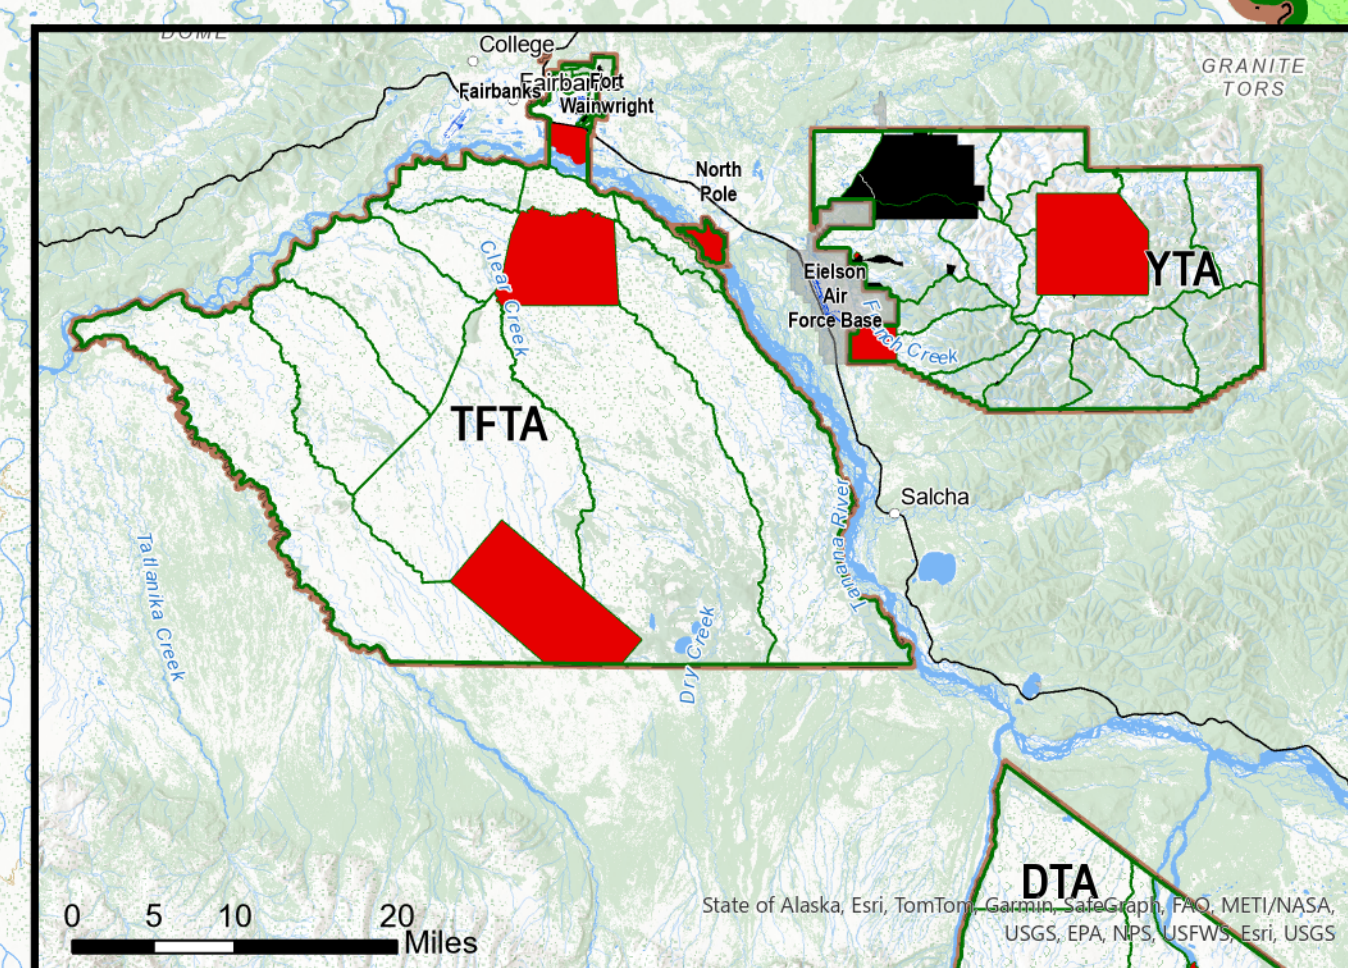 DOME
College
GRANITE
TORS
Fairbanks
Fort
Wainwright
North
Pole
Clear Creek
Eielson
Air
Force Base
YTA
French Creek
TFTA
Salcha
Tanana River
Tatlanika Creek
Dry Creek
DTA
0 5 10 20
Miles
State of Alaska, Esri, TomTom, Garmin, SafeGraph, FAO, METI/NASA,
USGS, EPA, NPS, USFWS, Esri, USGS